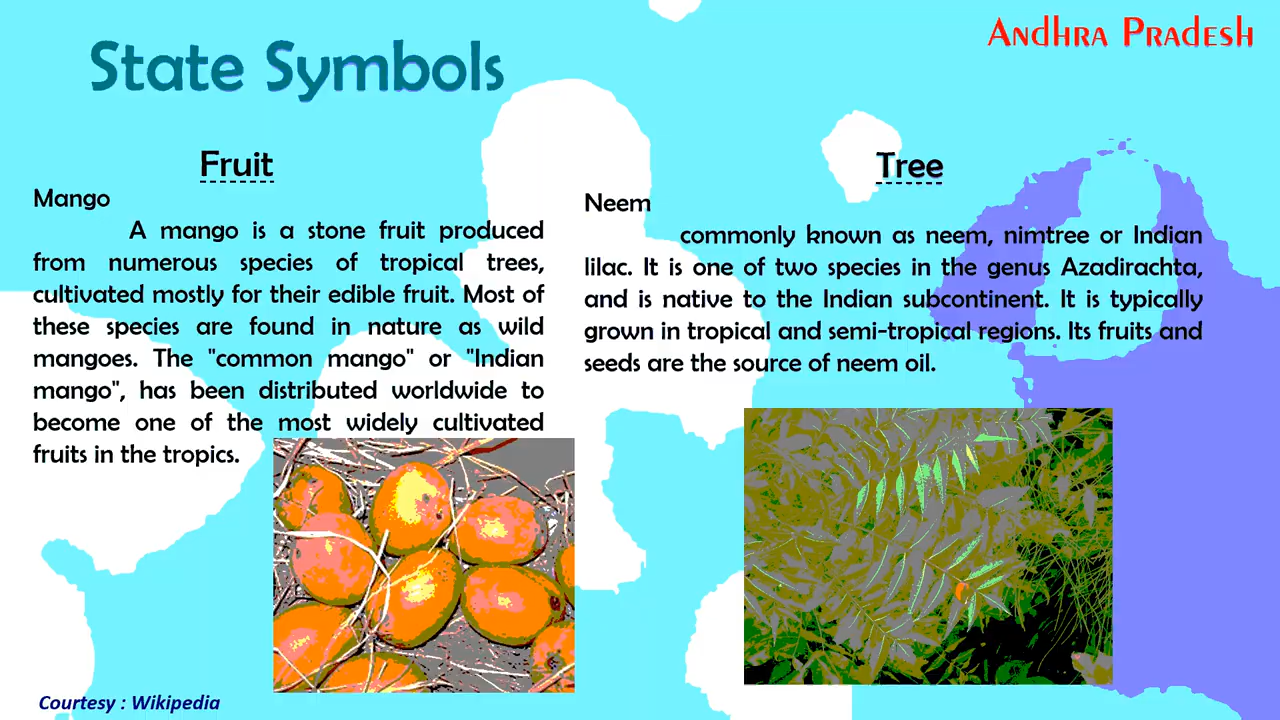 Andhra Pradesh
State Symbols
Fruit
Mango
A mango is a stone fruit produced
from numerous species of tropical trees,
cultivated mostly for their edible fruit. Most of
these species are found in nature as wild
mangoes. The "common mango" or "Indian
mango", has been distributed worldwide to
become one of the most widely cultivated
fruits in the tropics.
Tree
Neem
commonly known as neem, nimtree or Indian
lilac. It is one of two species in the genus Azadirachta,
and is native to the Indian subcontinent. It is typically
grown in tropical and semi-tropical regions. Its fruits and
seeds are the source of neem oil.
Courtesy : Wikipedia